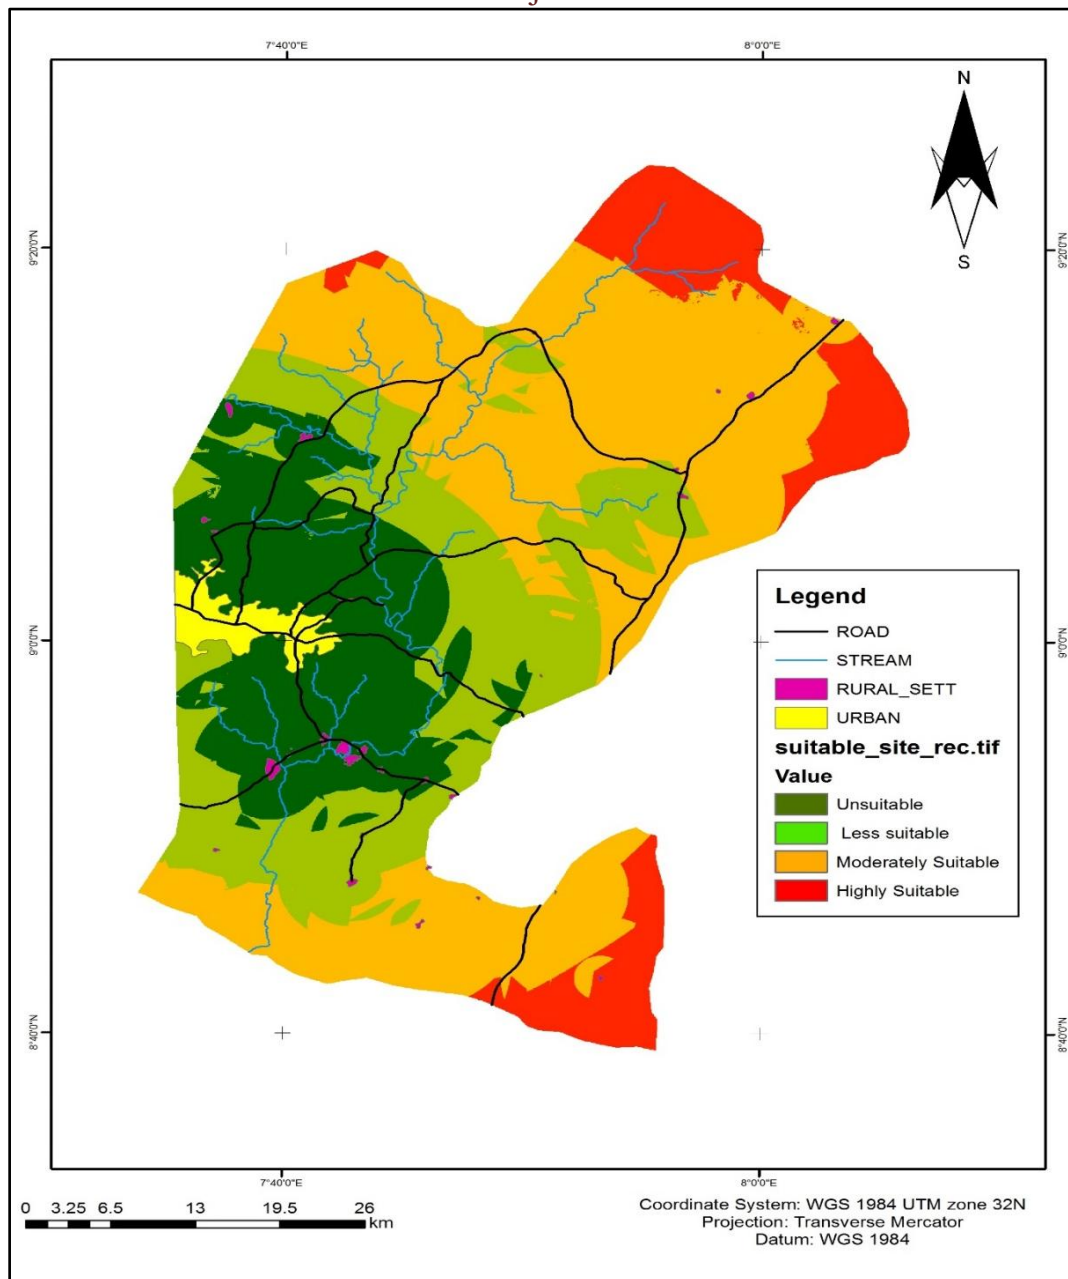 7°40'0"E
8°0'0"E
N
S
9°20'0"N
9°20'0"N
Legend
ROAD
STREAM
RURAL_SETT
URBAN
suitable_site_rec.tif
Value
Unsuitable
Less suitable
Moderately Suitable
Highly Suitable
9°0'0"N
9°0'0"N
8°40'0"N
8°40'0"N
7°40'0"E
8°0'0"E
0 3.25 6.5 13 19.5 26
km
Coordinate System: WGS 1984 UTM zone 32N
Projection: Transverse Mercator
Datum: WGS 1984